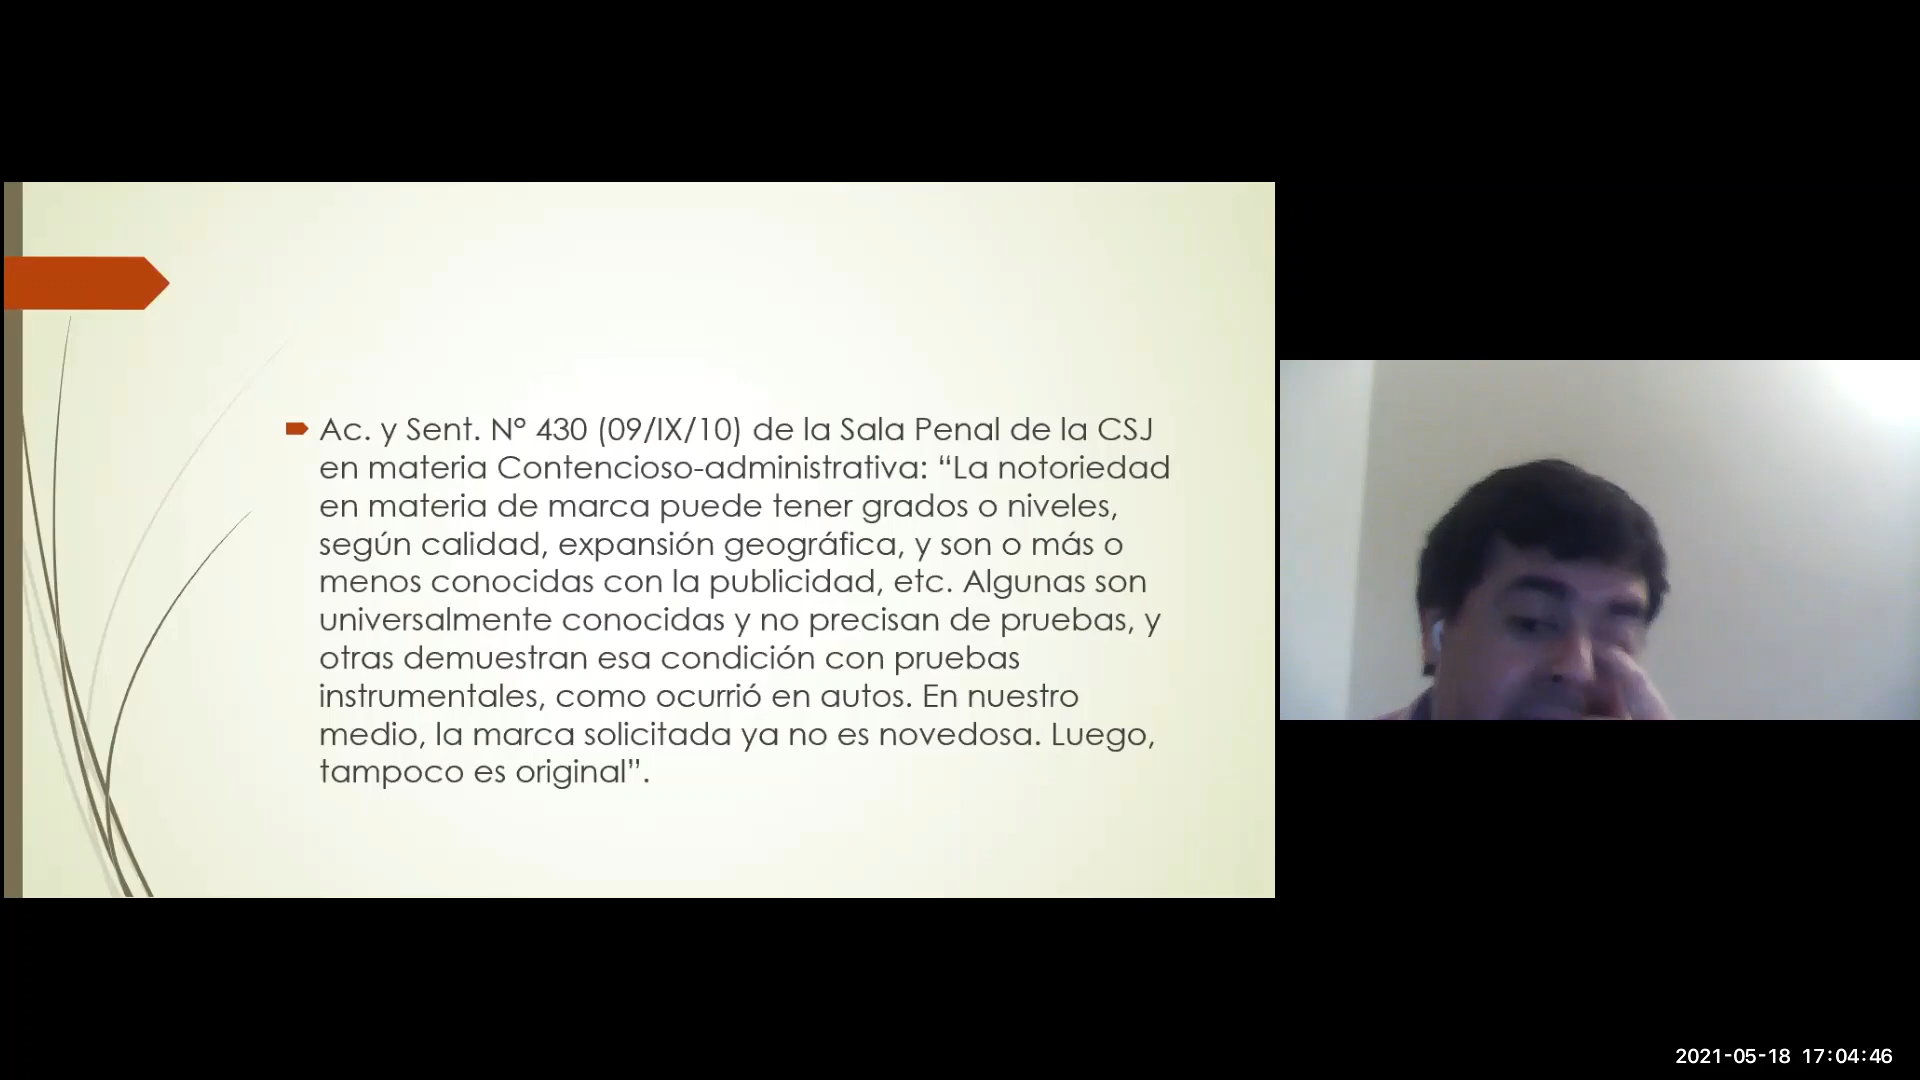 Ac. y Sent. N° 430 (09/IX/10) de la Sala Penal de la CSJ
en materia Contencioso-administrativa: “La notoriedad
en materia de marca puede tener grados o niveles,
según calidad, expansión geográfica, y son o más o
menos conocidas con la publicidad, etc. Algunas son
universalmente conocidas y no precisan de pruebas, y
otras demuestran esa condición con pruebas
instrumentales, como ocurrió en autos. En nuestro
medio, la marca solicitada ya no es novedosa. Luego,
tampoco es original”.
2021-05-18 17:04:46